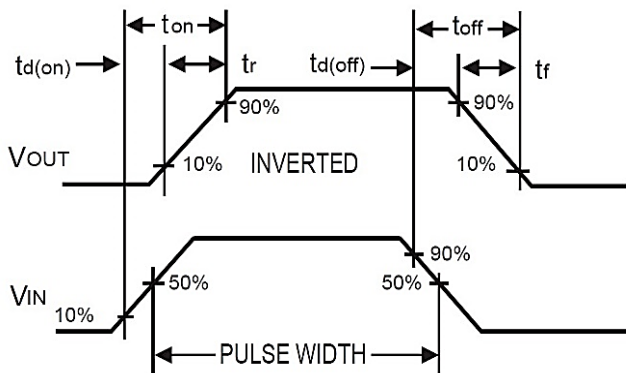 ton
toff
td(on)
tr
td(off)
tf
90%
90%
VOUT
10%
INVERTED
10%
90%
VIN
50%
50%
10%
PULSE WIDTH